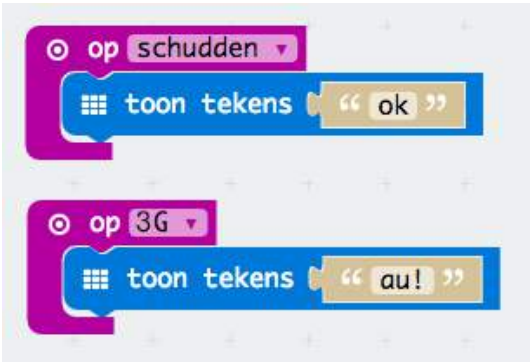 op schudden
toon tekens “ ok ”
op 3G
toon tekens “ au! ”